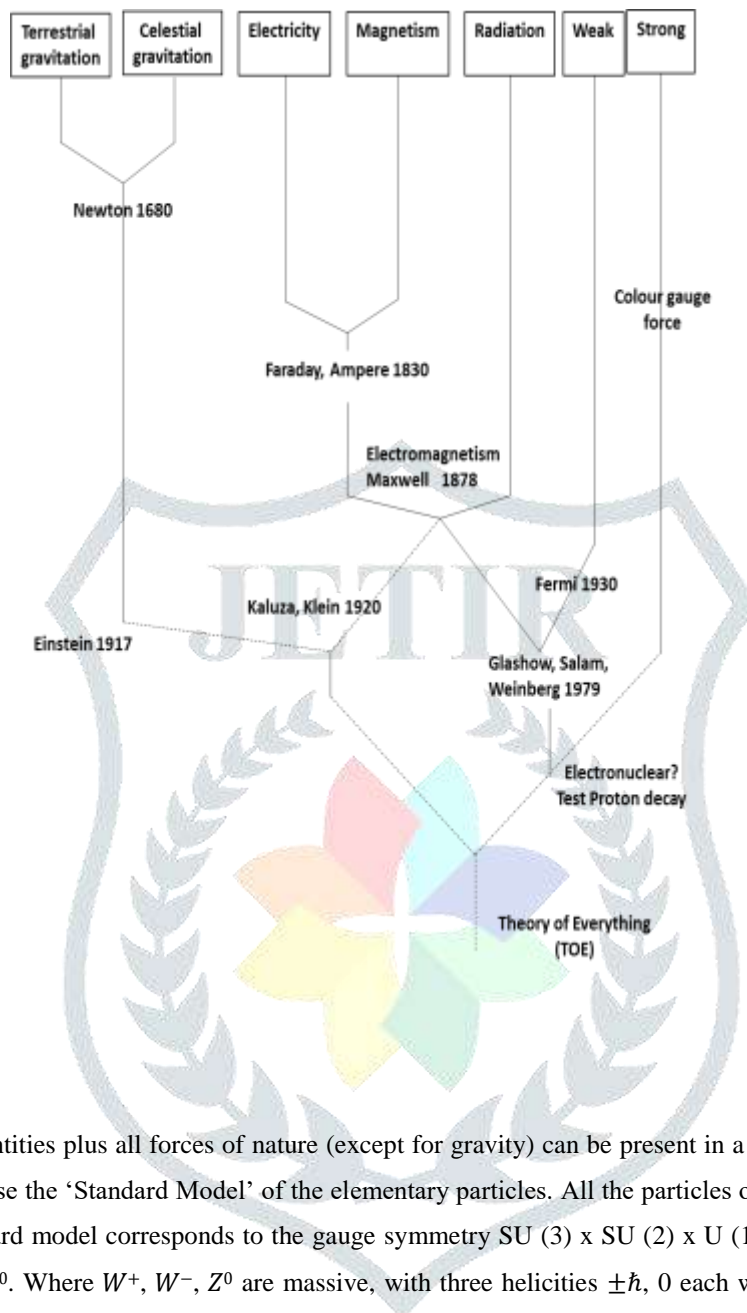 Terrestrial
gravitation
Celestial
gravitation
Electricity
Magnetism
Radiation
Weak
Strong
Newton 1680
Colour gauge
force
Faraday, Ampere 1830
Electromagnetism
Maxwell 1878
Fermi 1930
Kaluza, Klein 1920
Einstein 1917
JETIR
Glashow, Salam,
Weinberg 1979
Electronuclear?
Test Proton decay
Theory of Everything
(TOE)
plus all forces of nature (except for gravity) can be present in a
the ‘Standard Model’ of the elementary particles. All the particles
model corresponds to the gauge symmetry SU (3) x SU (2) x U
Where 𝑊⁺, 𝑊⁻, 𝑍⁰ are massive, with three helicities ±ℏ, 0 each